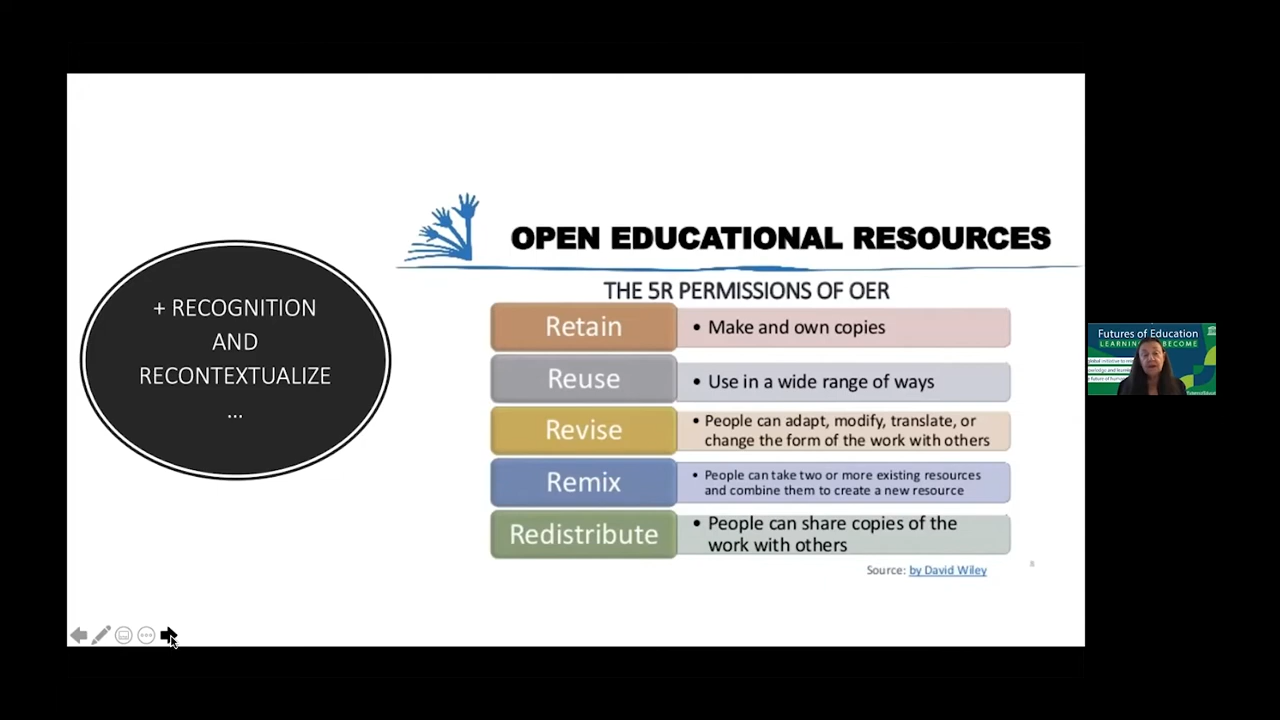 + RECOGNITION
AND
RECONTEXTUALIZE
...
OPEN EDUCATIONAL RESOURCES
THE 5R PERMISSIONS OF OER
Retain
• Make and own copies
Reuse
• Use in a wide range of ways
Revise
• People can adapt, modify, translate, or
change the form of the work with others
Remix
• People can take two or more existing resources
and combine them to create a new resource
Redistribute
• People can share copies of the
work with others
Source: by David Wiley
8
Futures of Education